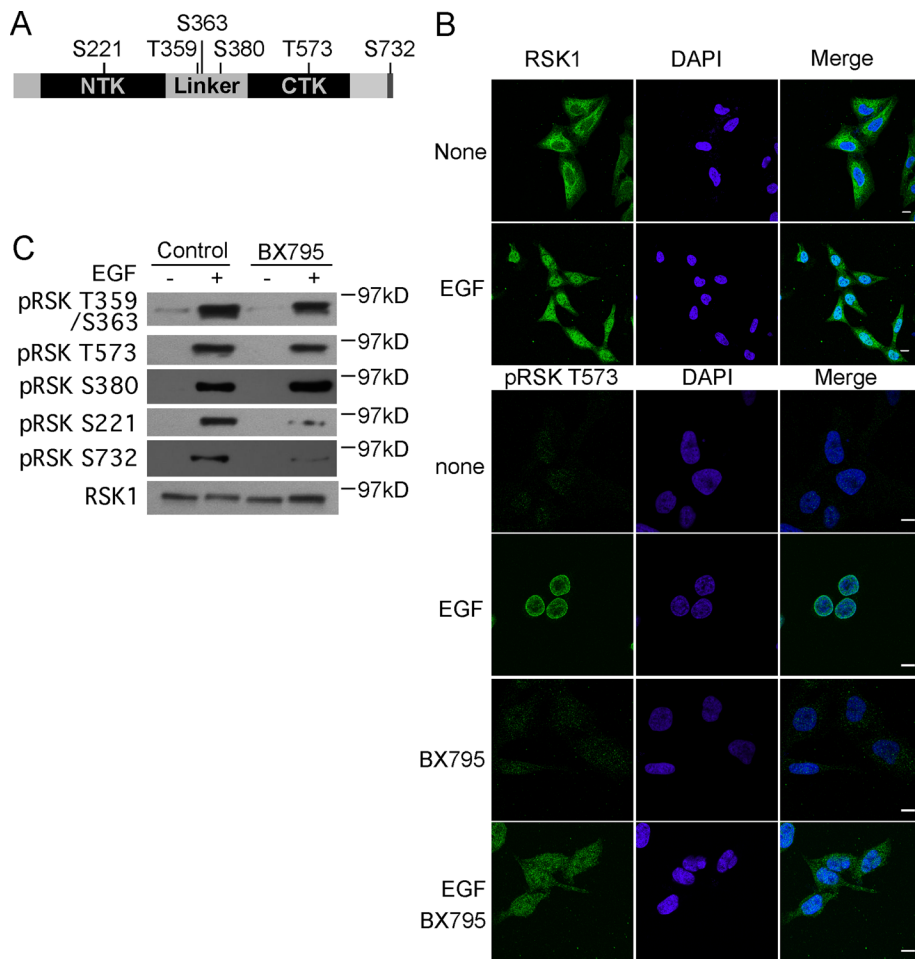 A
S363
S221 T359 S380 T573 S732
NTK Linker CTK
B
RSK1 DAPI Merge
None
EGF
pRSK T573 DAPI Merge
none
EGF
BX795
EGF
BX795
C
Control BX795
EGF - + - +
pRSK T359 –97kD
/S363
pRSK T573 –97kD
pRSK S380 –97kD
pRSK S221 –97kD
pRSK S732 –97kD
RSK1 –97kD